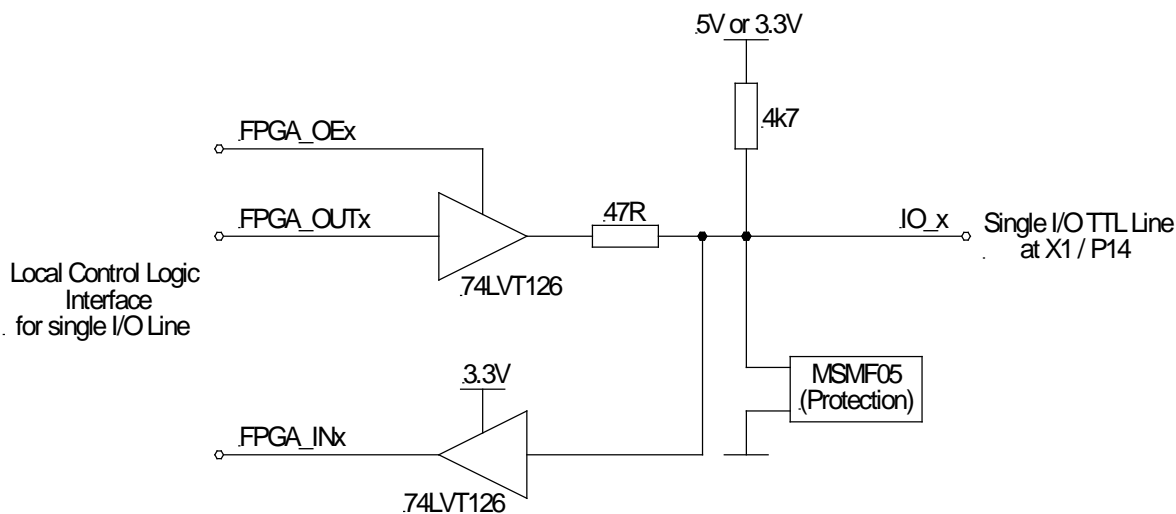 5V or 3.3V
4k7
FPGA_OEx
FPGA_OUTx
47R
IO_x
Single I/O TTL Line
at X1 / P14
74LVT126
Local Control Logic
Interface
for single I/O Line
3.3V
MSMF05
(Protection)
FPGA_INx
74LVT126